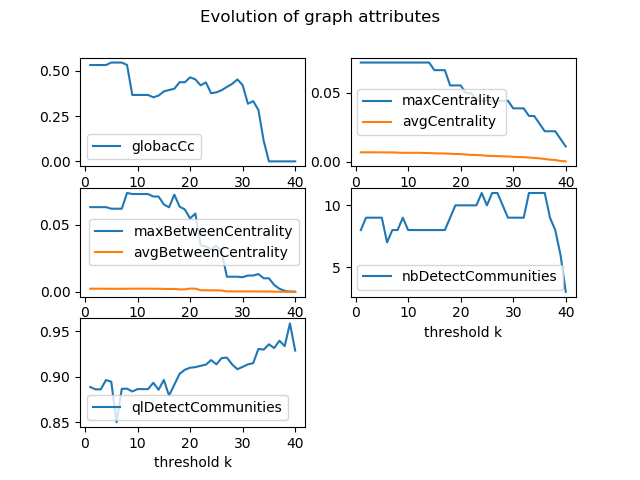 Evolution of graph attributes
0.50
0.25
0.00
globacCc
0 10 20 30 40
0.05
0.00
maxCentrality
avgCentrality
0 10 20 30 40
0.05
0.00
maxBetweenCentrality
avgBetweenCentrality
0 10 20 30 40
10
5
nbDetectCommunities
0 10 20 30 40
threshold k
0.95
0.90
0.85
qlDetectCommunities
0 10 20 30 40
threshold k